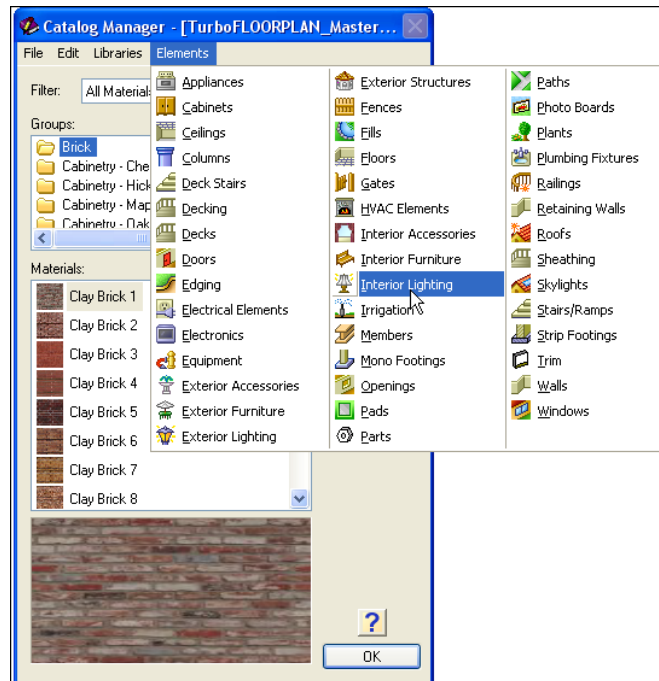 Catalog Manager - [TurboFLOORPLAN_Master...
File Edit Libraries Elements
Filter: All Material
Groups:
Brick
Cabinetry - Che
Cabinetry - Hick
Cabinetry - Map
Cabinetry - Oak
Materials:
Clay Brick 1
Clay Brick 2
Clay Brick 3
Clay Brick 4
Clay Brick 5
Clay Brick 6
Clay Brick 7
Clay Brick 8
Appliances
Cabinets
Ceilings
Columns
Deck Stairs
Decking
Decks
Doors
Edging
Electrical Elements
Electronics
Equipment
Exterior Accessories
Exterior Furniture
Exterior Lighting
Exterior Structures
Fences
Fills
Floors
Gates
HVAC Elements
Interior Accessories
Interior Furniture
Interior Lighting
Irrigation
Members
Mono Footings
Openings
Pads
Parts
Paths
Photo Boards
Plants
Plumbing Fixtures
Railings
Retaining Walls
Roofs
Sheathing
Skylights
Stairs/Ramps
Strip Footings
Trim
Walls
Windows
?
OK